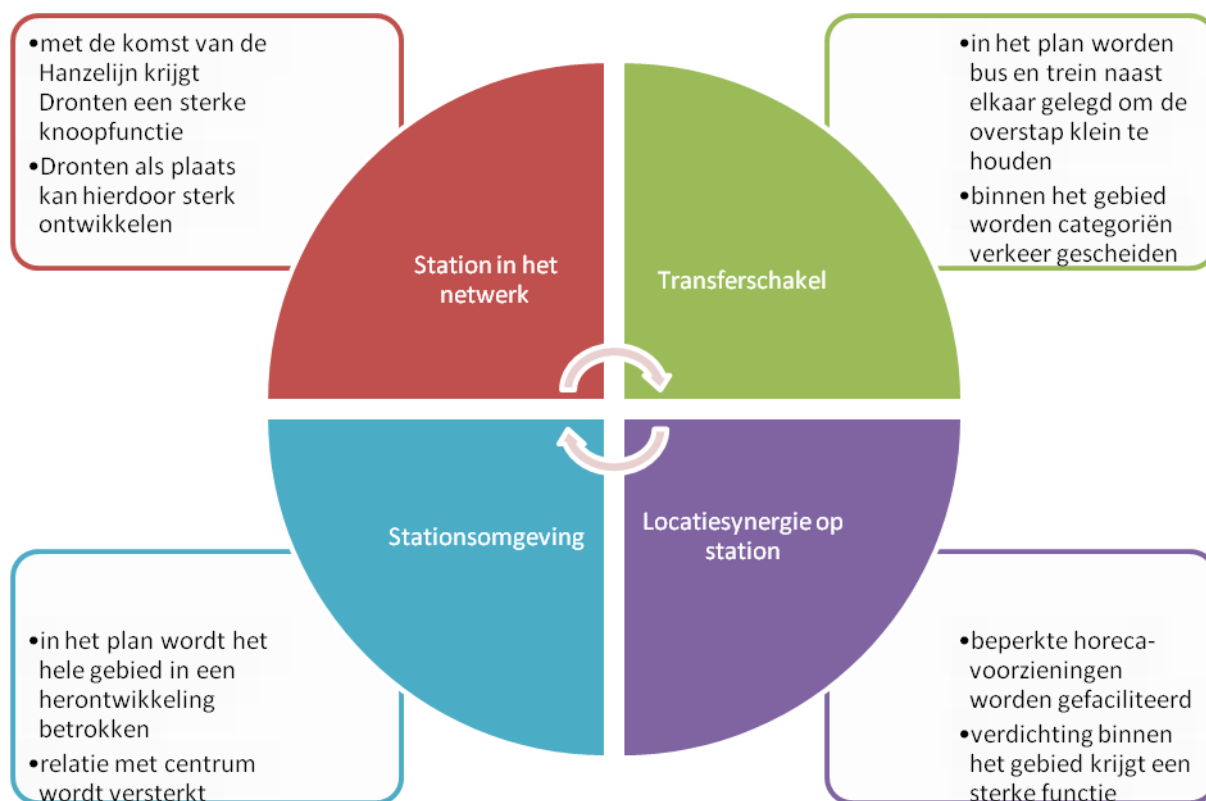 •met de komst van de
Hanzelijn krijgt
Dronten een sterke
knoopfunctie
•Dronten als plaats
kan hierdoor sterk
ontwikkelen
•in het plan worden
bus en trein naast
elkaar gelegd om de
overstap klein te
houden
•binnen het gebied
worden categoriën
verkeer gescheiden
Station in het
netwerk
Transferschakel
Stationsomgeving
Locatiesynergie op
station
•in het plan wordt het
hele gebied in een
herontwikkeling
betrokken
•relatie met centrum
wordt versterkt
•beperkte horeca-
voorzieningen
worden gefaciliteerd
•verdichting binnen
het gebied krijgt een
sterke functie